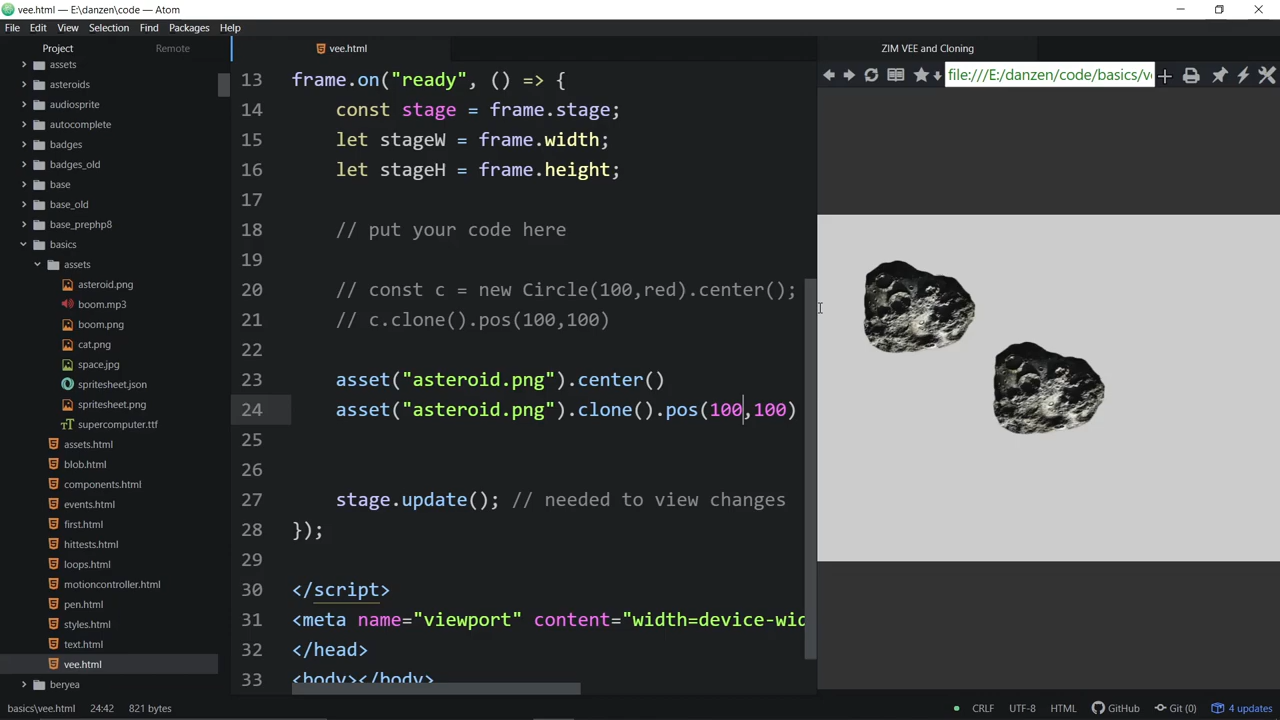 vee.html — E:\danzen\code — Atom
File Edit View Selection Find Packages Help
Project Remote
vee.html
ZIM VEE and Cloning
file:///E:/danzen/code/basics/v
assets
asteroids
audiosprite
autocomplete
badges
badges_old
base
base_old
base_prephp8
basics
assets
asteroid.png
boom.mp3
boom.png
cat.png
space.jpg
spritesheet.json
spritesheet.png
supercomputer.ttf
assets.html
blob.html
components.html
events.html
first.html
hittests.html
loops.html
motioncontroller.html
pen.html
styles.html
text.html
vee.html
beryea
13 frame.on("ready", () => {
14 const stage = frame.stage;
15 let stageW = frame.width;
16 let stageH = frame.height;
17
18 // put your code here
19
20 // const c = new Circle(100,red).center();
21 // c.clone().pos(100,100)
22
23 asset("asteroid.png").center()
24 asset("asteroid.png").clone().pos(100,100)
25
26
27 stage.update(); // needed to view changes
28 });
29
30 </script>
31 <meta name="viewport" content="width=device-wid
32 </head>
33 <body></body>
basics\vee.html 24:42 821 bytes
CRLF UTF-8 HTML GitHub Git (0) 4 updates